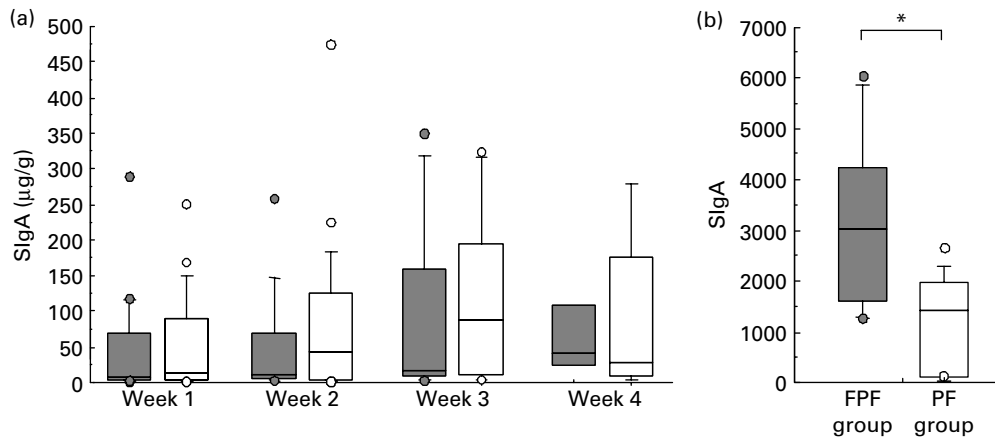 (a)
500
450
400
350
300
250
200
150
100
50
0
SIgA (µg/g)
Week 1
Week 2
Week 3
Week 4
(b)
*
7000
6000
5000
4000
3000
2000
1000
0
SIgA
FPF
group
PF
group